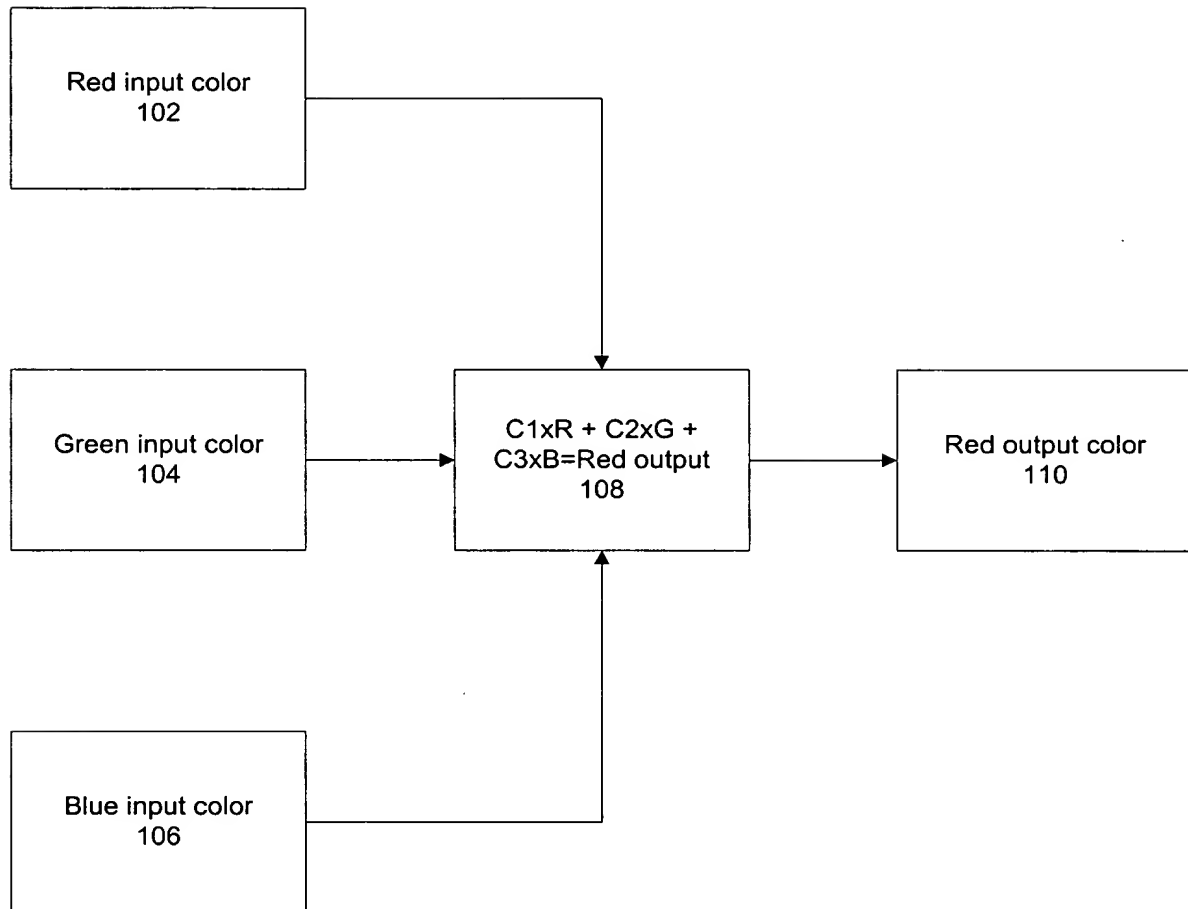 Red input color
102
Green input color
104
C1xR + C2xG +
C3xB=Red output
108
Red output color
110
Blue input color
106